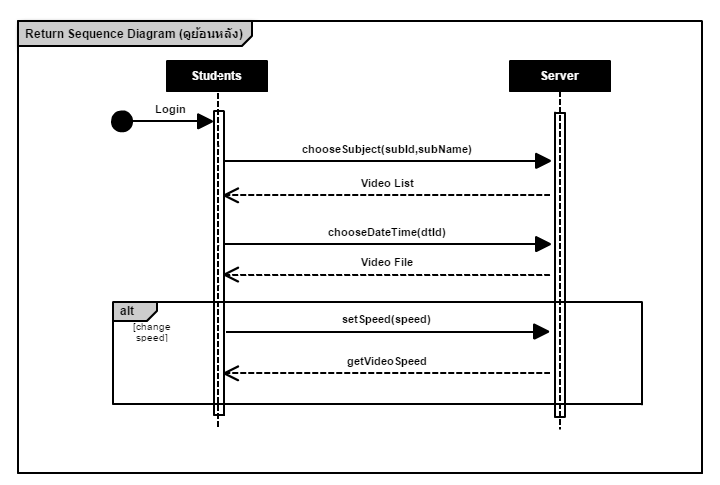 Return Sequence Diagram (ดูย้อนหลัง)
Students
Server
Login
chooseSubject(subId,subName)
Video List
chooseDateTime(dtId)
Video File
alt
[change
speed]
setSpeed(speed)
getVideoSpeed